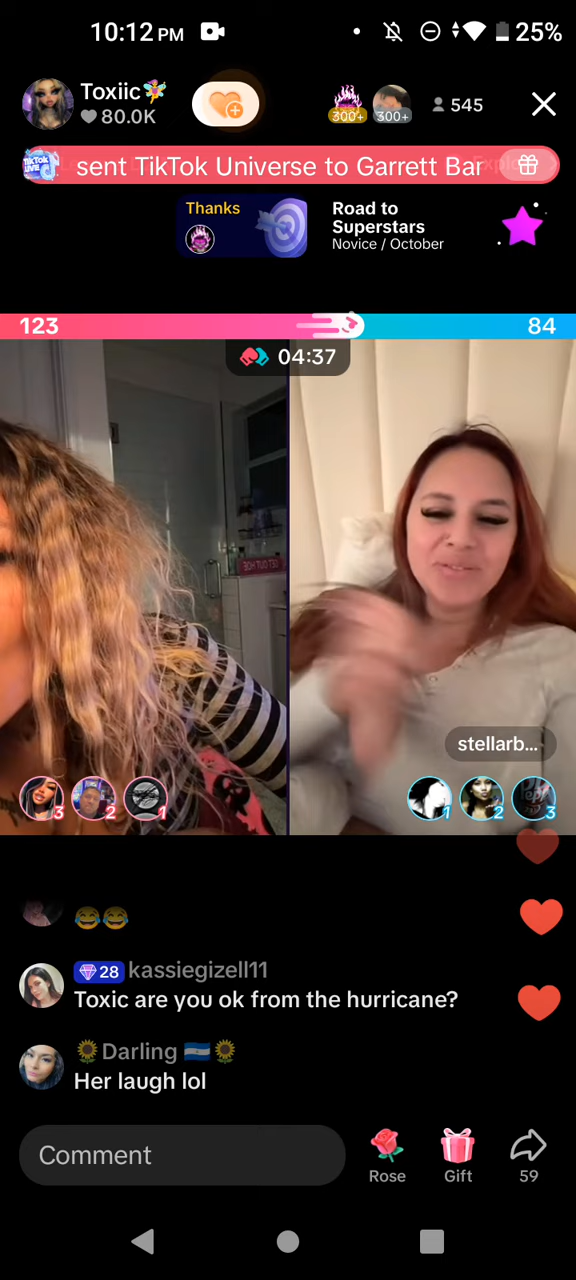 10:12 PM
25%
Toxiic🧚
80.0K
300+
300+
545
TikTok LIVE
sent TikTok Universe to Garrett Bar
Thanks
Road to
Superstars
Novice / October
123
84
04:37
stellarb...
3
2
1
1
2
3
😂😂
28 kassiegizell11
Toxic are you ok from the hurricane?
🌻Darling 🇭🇳🌻
Her laugh lol
Comment
Rose
Gift
59